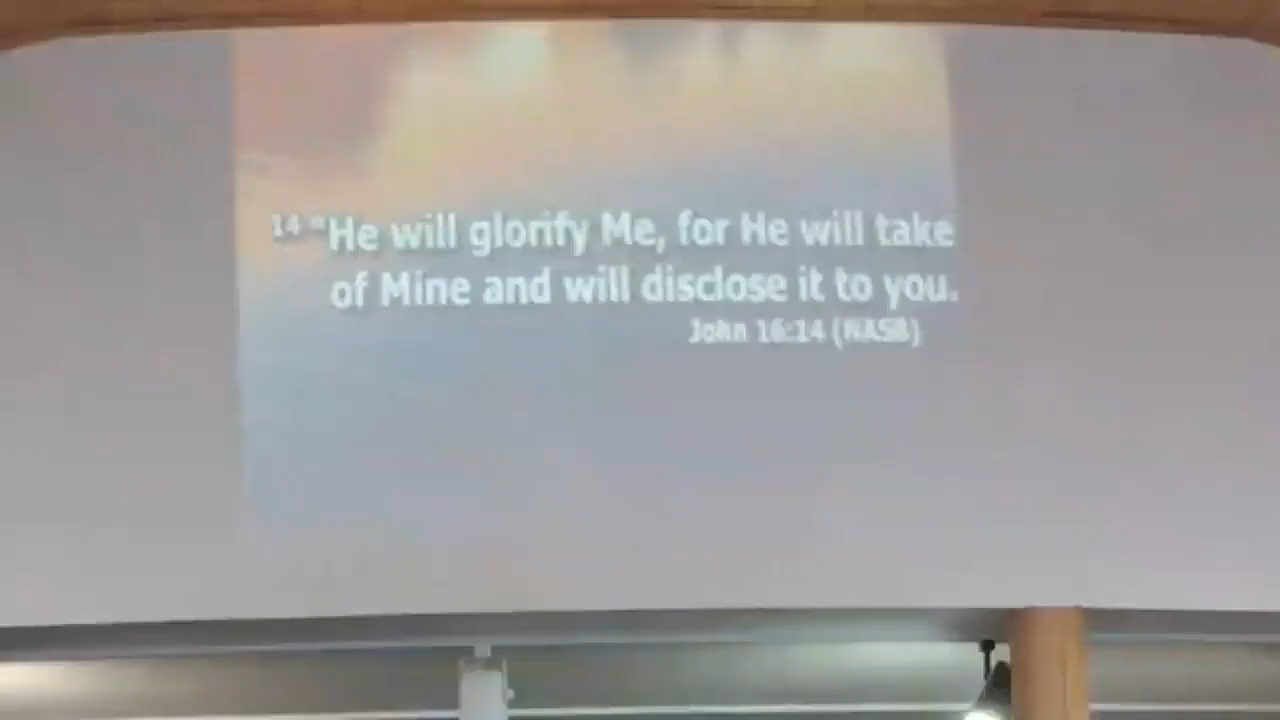 14 "He will glorify Me, for He will take
of Mine and will disclose it to you.
John 16:14 (NASB)